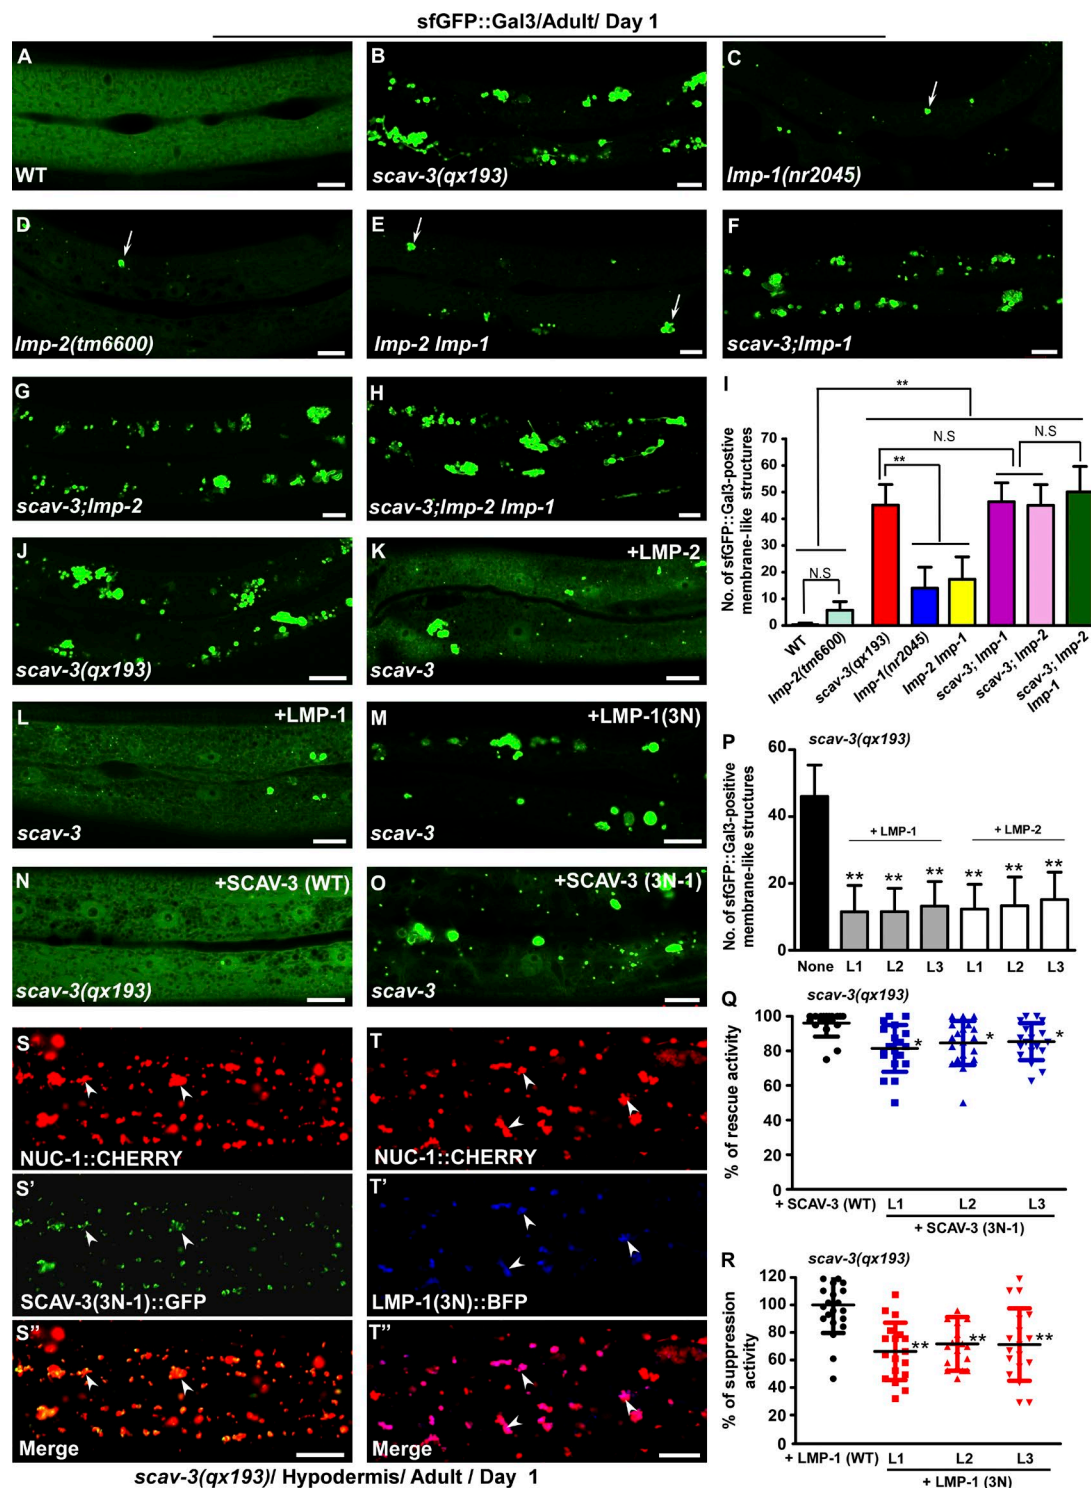 sfGFP::Gal3/Adult/ Day 1
A
WT
B
scav-3(qx193)
C
lmp-1(nr2045)
D
lmp-2(tm6600)
E
lmp-2 lmp-1
F
scav-3;lmp-1
G
scav-3;lmp-2
H
scav-3;lmp-2 lmp-1
I
No. of sfGFP::Gal3-postive
membrane-like structures
70
60
50
40
30
20
10
0
**
N.S
N.S
**
N.S
WT
lmp-2(tm6600)
scav-3(qx193)
lmp-1(nr2045)
lmp-2 lmp-1
scav-3; lmp-1
scav-3; lmp-2
scav-3; lmp-2
lmp-1
J
scav-3(qx193)
K
+LMP-2
scav-3
L
+LMP-1
scav-3
M
+LMP-1(3N)
scav-3
N
+SCAV-3 (WT)
scav-3(qx193)
O
+SCAV-3 (3N-1)
scav-3
P
scav-3(qx193)
No. of sfGFP::Gal3-positive
membrane-like structures
60
40
20
0
+ LMP-1
+ LMP-2
** ** ** ** ** **
None L1 L2 L3 L1 L2 L3
Q
scav-3(qx193)
% of rescue activity
100
80
60
40
20
0
* * *
+ SCAV-3 (WT) L1 L2 L3
+ SCAV-3 (3N-1)
R
scav-3(qx193)
% of suppression
activity
120
100
80
60
40
20
0
** ** **
+ LMP-1 (WT) L1 L2 L3
+ LMP-1 (3N)
S
NUC-1::CHERRY
S'
SCAV-3(3N-1)::GFP
S''
Merge
T
NUC-1::CHERRY
T'
LMP-1(3N)::BFP
T''
Merge
scav-3(qx193)/ Hypodermis/ Adult / Day 1